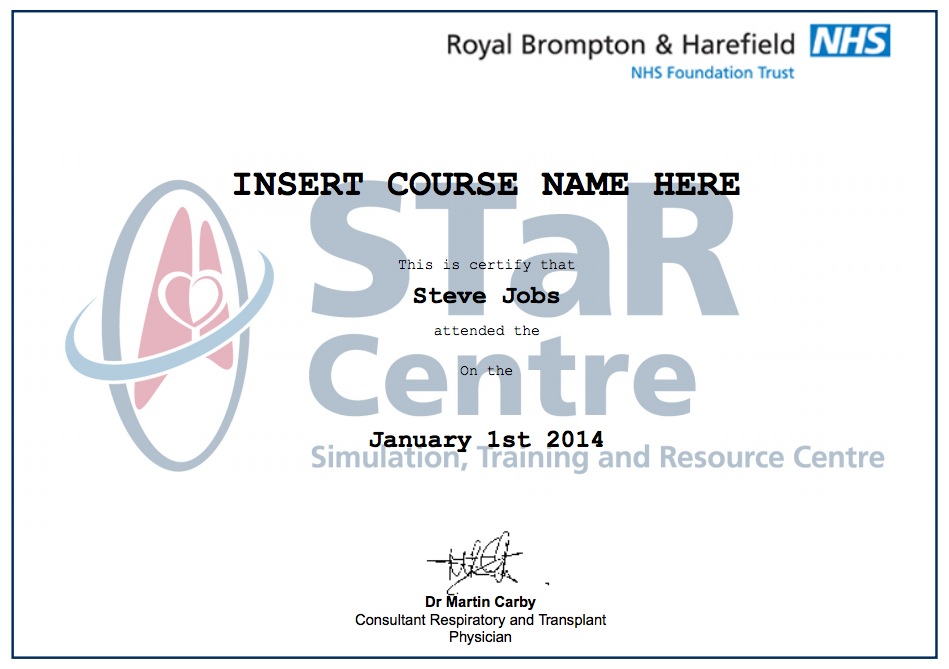 Royal Brompton & Harefield NHS
NHS Foundation Trust
INSERT COURSE NAME HERE
STaR
This is certify that
Steve Jobs
attended the
Centre
On the
January 1st 2014
Simulation, Training and Resource Centre
Dr Martin Carby
Consultant Respiratory and Transplant
Physician